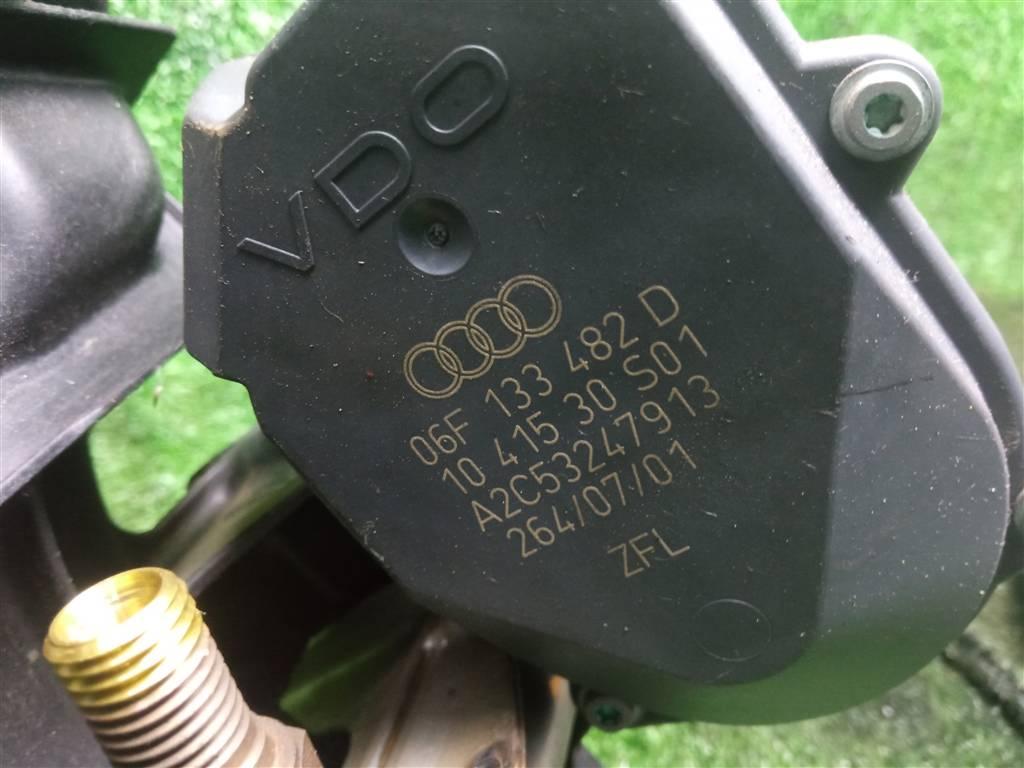 VDO
06F 133 482 D
10 415 30 S01
A2C53247913
264/07/01
ZFL